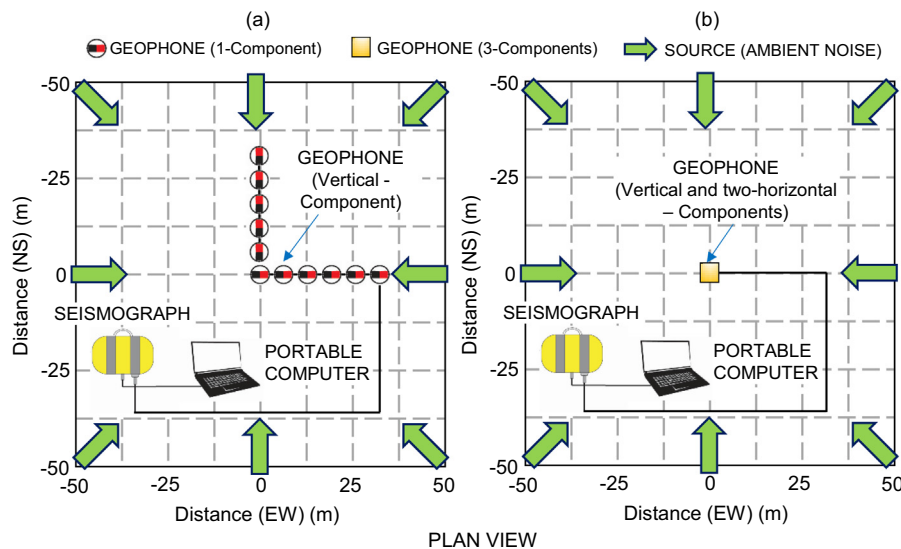 (a)
(b)
GEOPHONE (1-Component)
GEOPHONE (3-Components)
SOURCE (AMBIENT NOISE)
-50
-25
0
-25
-50
Distance (NS) (m)
GEOPHONE
(Vertical -
Component)
SEISMOGRAPH
PORTABLE
COMPUTER
-50
-25
0
25
50
Distance (EW) (m)
-50
-25
0
-25
-50
Distance (NS) (m)
GEOPHONE
(Vertical and two-horizontal
– Components)
SEISMOGRAPH
PORTABLE
COMPUTER
-50
-25
0
25
50
Distance (EW) (m)
PLAN VIEW